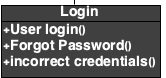 Login
+User login()
+Forgot Password()
+incorrect credentials()